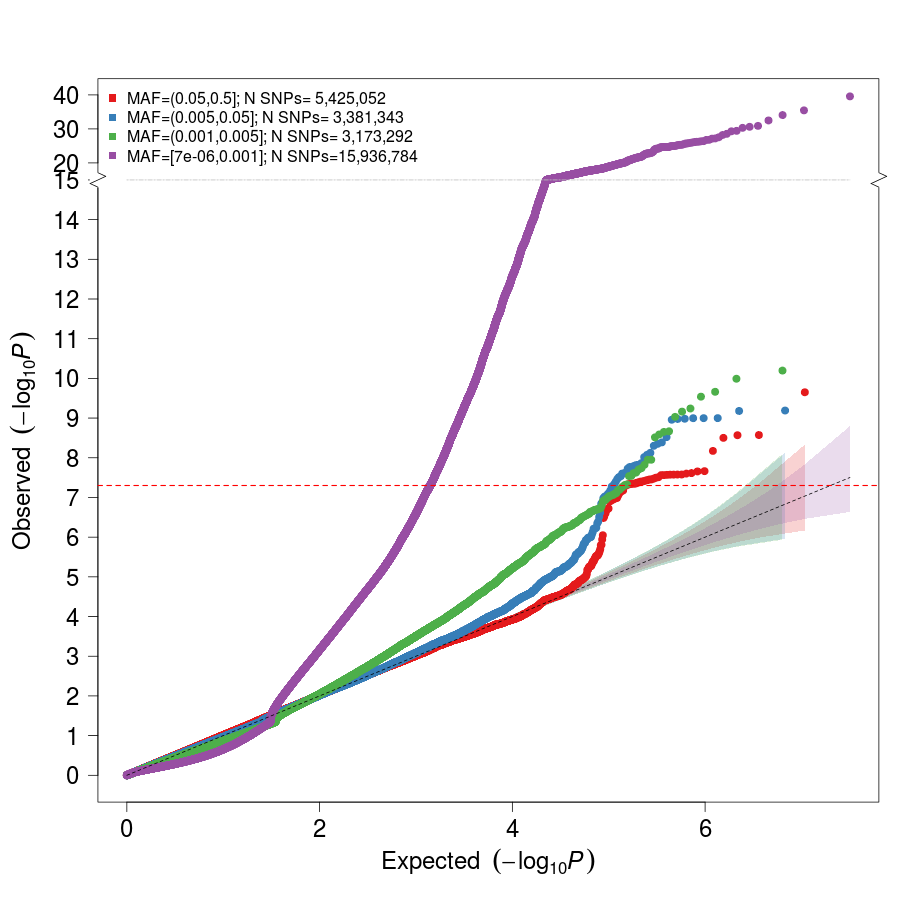 MAF=(0.05,0.5]; N SNPs= 5,425,052
MAF=(0.005,0.05]; N SNPs= 3,381,343
MAF=(0.001,0.005]; N SNPs= 3,173,292
MAF=[7e-06,0.001]; N SNPs=15,936,784
40
30
20
15
14
13
12
11
10
9
8
7
6
5
4
3
2
1
0
Observed (−log10P)
0 2 4 6
Expected (−log10P)